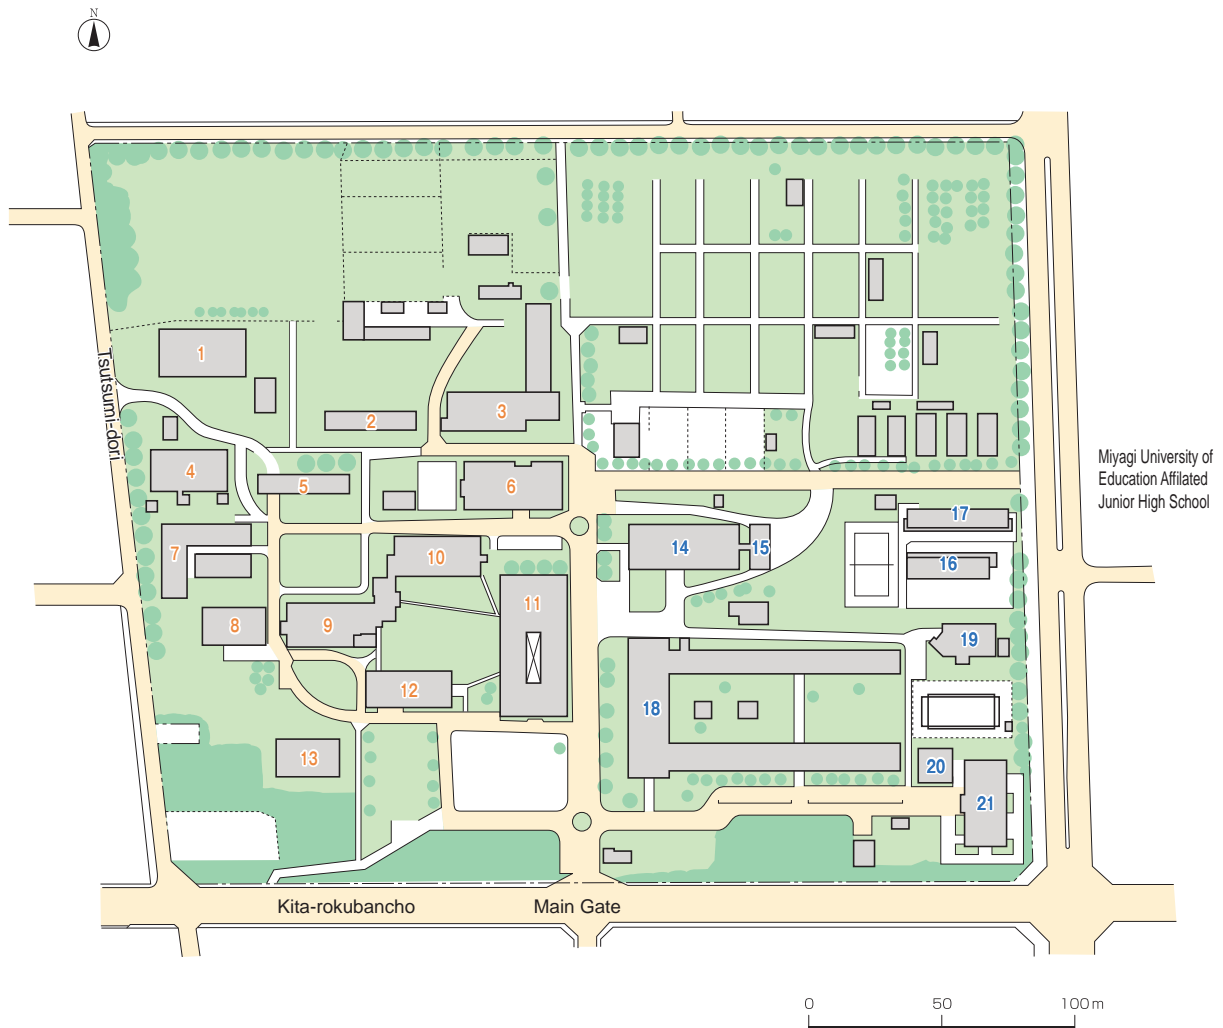 N
1
2
3
Tsutsumi-dori
4
5
6
Miyagi University of
Education Affilated
Junior High School
7
10
14
15
17
16
11
8
9
19
12
18
13
20
21
Kita-rokubancho
Main Gate
0 50 100m